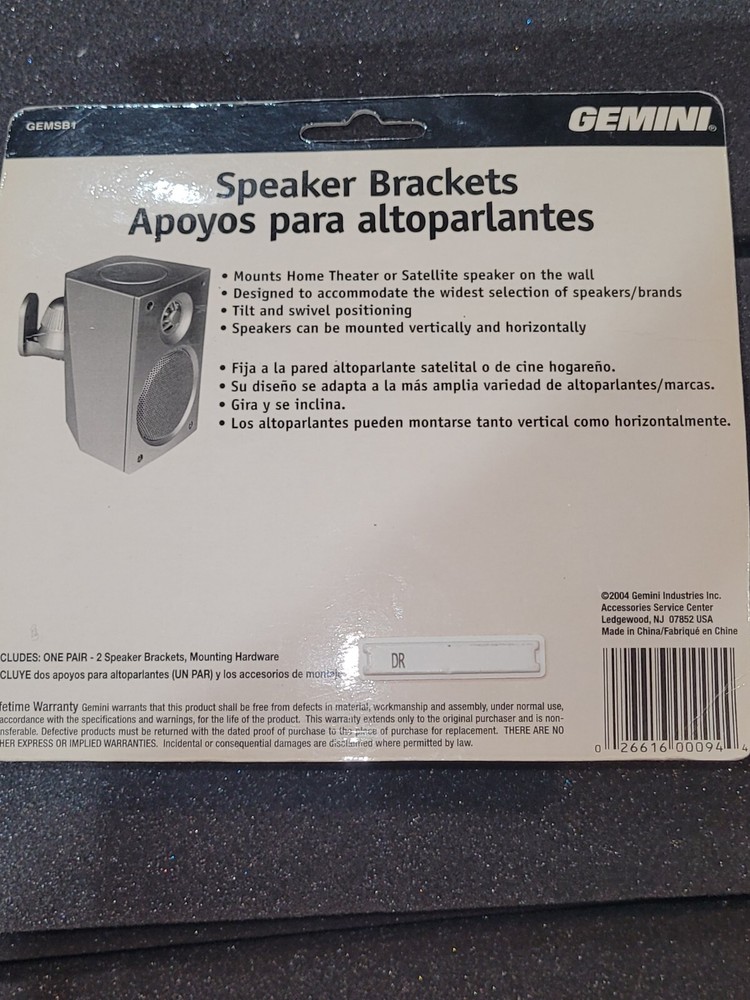 GEMSB1
GEMINI®
Speaker Brackets
Apoyos para altoparlantes
• Mounts Home Theater or Satellite speaker on the wall
• Designed to accommodate the widest selection of speakers/brands
• Tilt and swivel positioning
• Speakers can be mounted vertically and horizontally
• Fija a la pared altoparlante satelital o de cine hogareño.
• Su diseño se adapta a la más amplia variedad de altoparlantes/marcas.
• Gira y se inclina.
• Los altoparlantes pueden montarse tanto vertical como horizontalmente.
©2004 Gemini Industries Inc.
Accessories Service Center
Ledgewood, NJ 07852 USA
Made in China/Fabriqué en Chine
CLUDES: ONE PAIR - 2 Speaker Brackets, Mounting Hardware
CLUYE dos apoyos para altoparlantes (UN PAR) y los accesorios de montaje
DR
fetime Warranty Gemini warrants that this product shall be free from defects in material, workmanship and assembly, under normal use,
accordance with the specifications and warnings, for the life of the product. This warranty extends only to the original purchaser and is non-
nsferable. Defective products must be returned with the dated proof of purchase to the place of purchase for replacement. THERE ARE NO
HER EXPRESS OR IMPLIED WARRANTIES. Incidental or consequential damages are disclaimed where permitted by law.
0 26616 00094 4